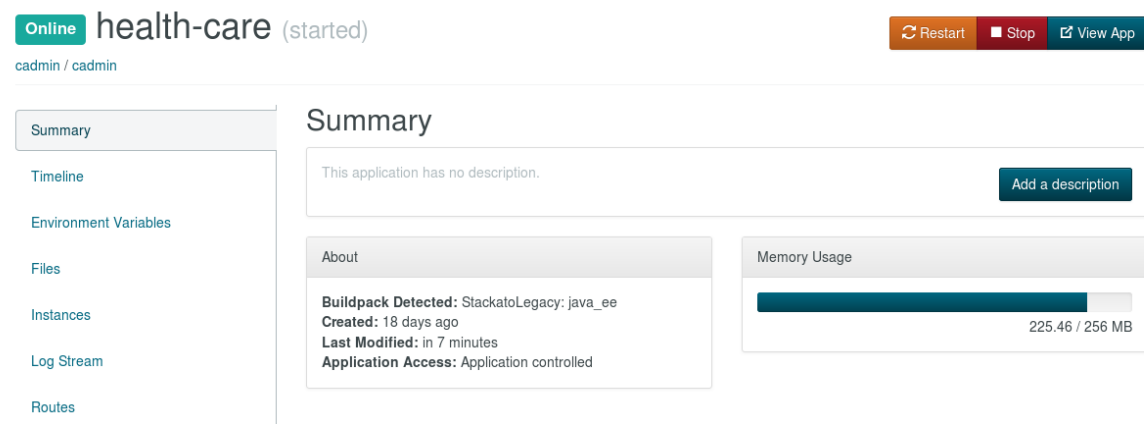 Online health-care (started)
Restart Stop View App
cadmin / cadmin
Summary
Timeline
Environment Variables
Files
Instances
Log Stream
Routes
Summary
This application has no description.
Add a description
About
Buildpack Detected: StackatoLegacy: java_ee
Created: 18 days ago
Last Modified: in 7 minutes
Application Access: Application controlled
Memory Usage
225.46 / 256 MB